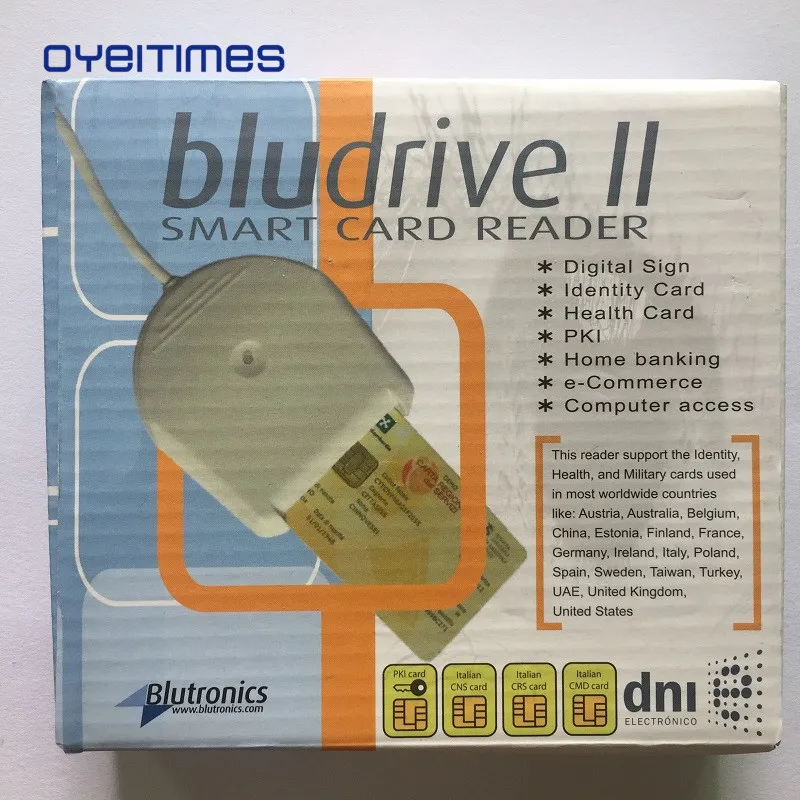 OYEITIMES
bludrive II
SMART CARD READER
* Digital Sign
* Identity Card
* Health Card
* PKI
* Home banking
* e-Commerce
* Computer access
This reader support the Identity,
Health, and Military cards used
in most worldwide countries
like: Austria, Australia, Belgium,
China, Estonia, Finland, France,
Germany, Ireland, Italy, Poland,
Spain, Sweden, Taiwan, Turkey,
UAE, United Kingdom,
United States
Blutronics
www.blutronics.com
PKI card
Italian
CNS card
Italian
CRS card
Italian
CMD card
dni
ELECTRÓNICO